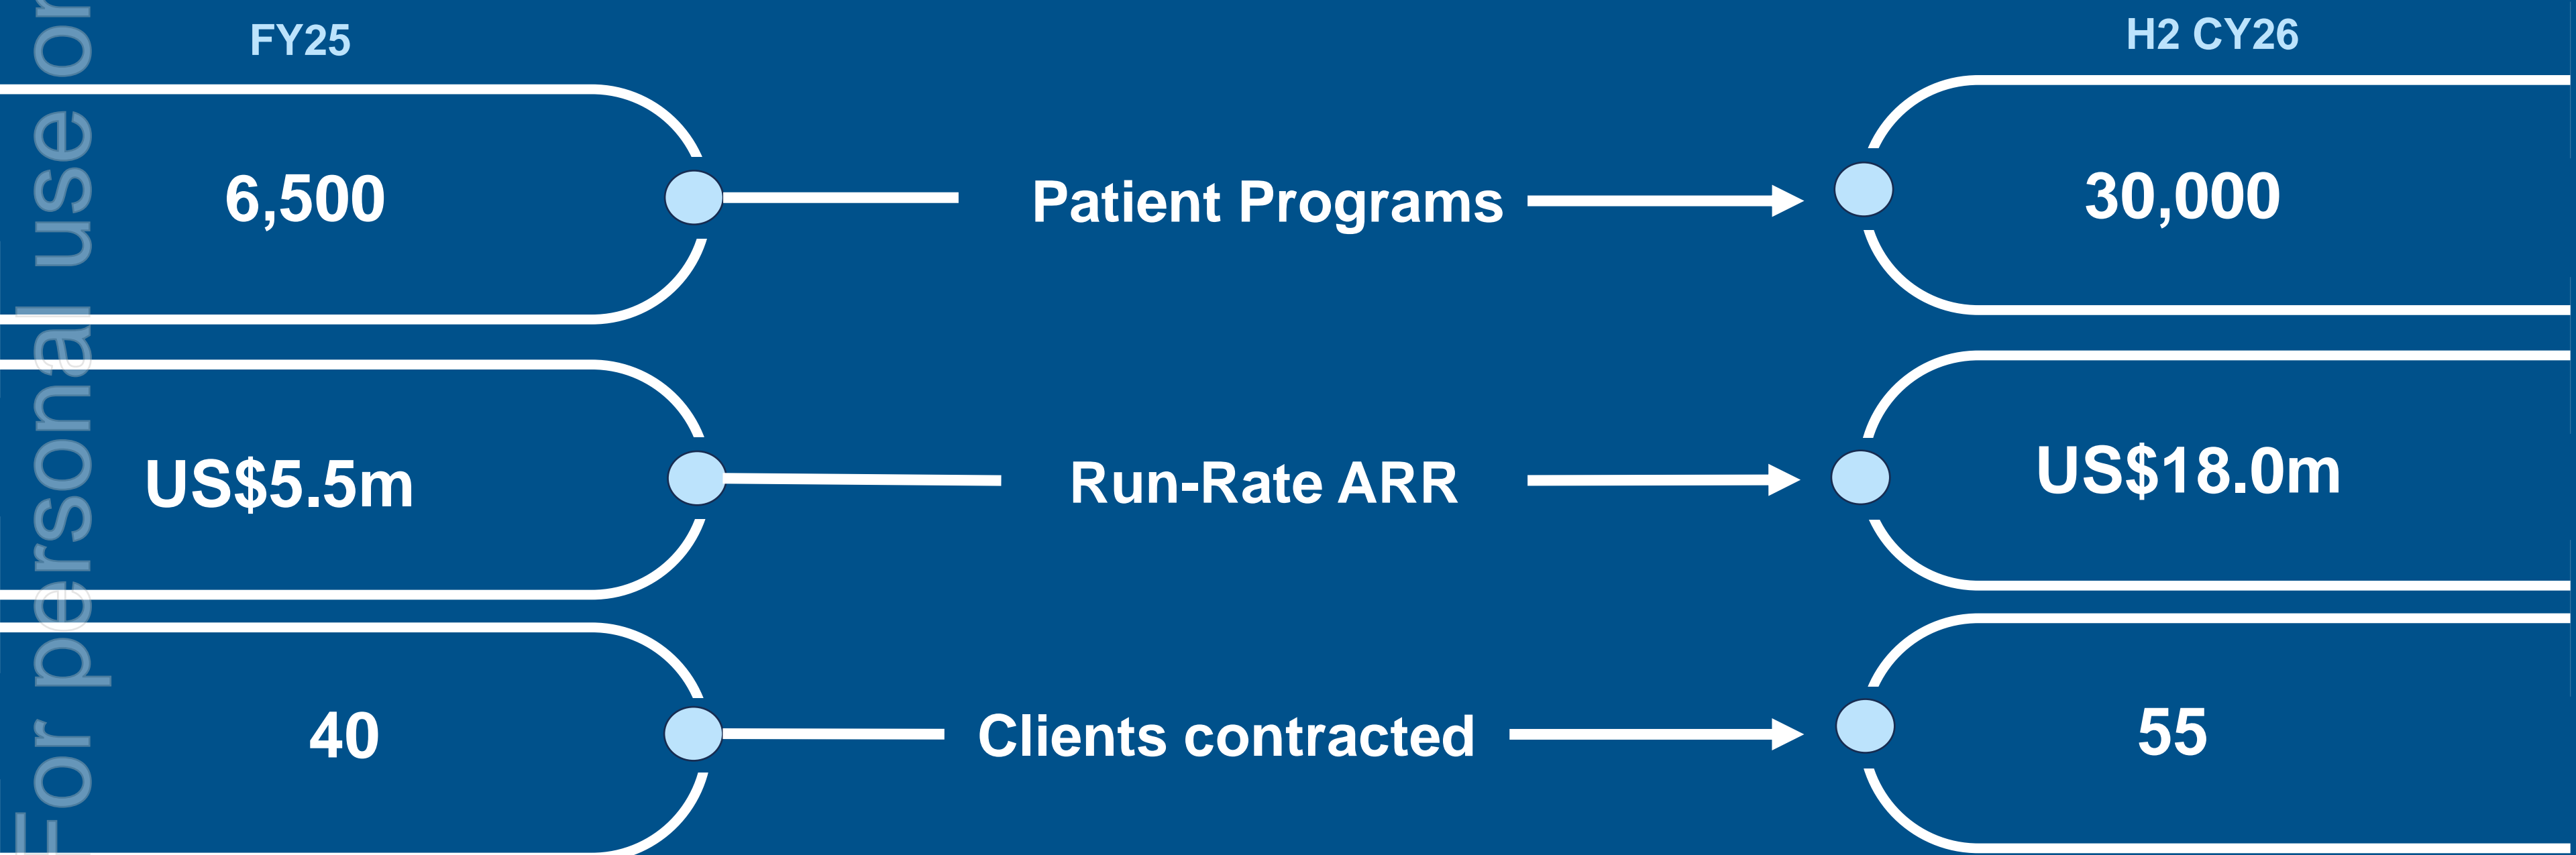 FY25
H2 CY26
6,500
Patient Programs
30,000
US$5.5m
Run-Rate ARR
US$18.0m
40
Clients contracted
55
For personal use